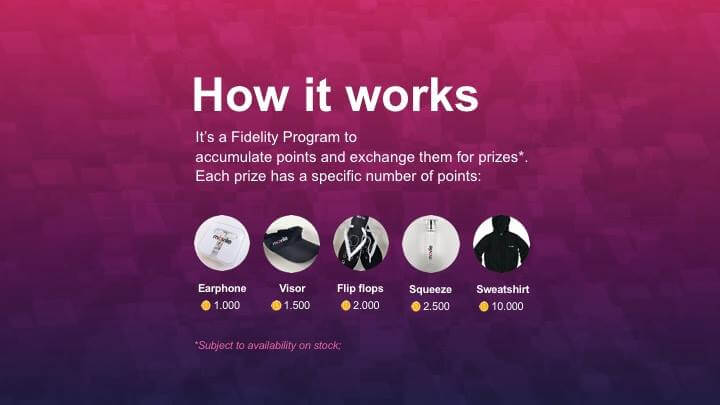 How it works
It's a Fidelity Program to
accumulate points and exchange them for prizes*.
Each prize has a specific number of points:
movile
Earphone Visor Flip flops Squeeze Sweatshirt
1.000 1.500 2.000 2.500 10.000
*Subject to availability on stock;